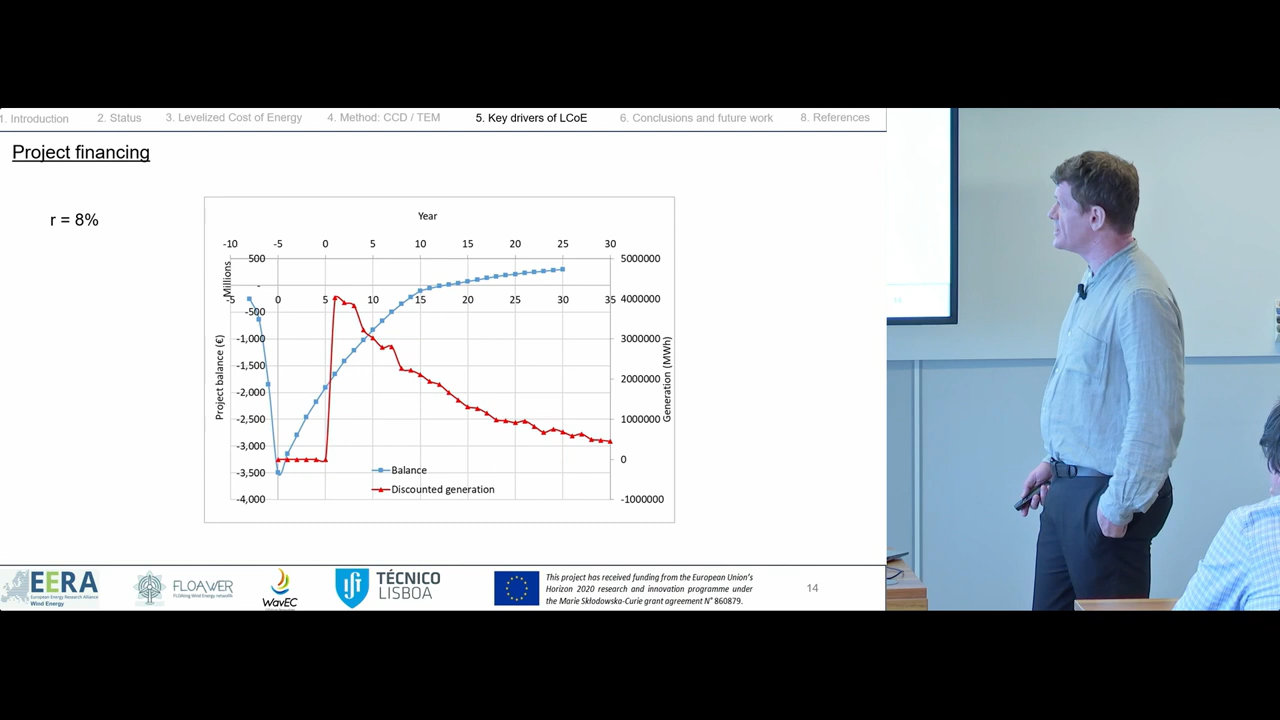 1. Introduction 2. Status 3. Levelized Cost of Energy 4. Method: CCD / TEM 5. Key drivers of LCoE 6. Conclusions and future work 8. References
Project financing
r = 8%
Year
-10 -5 0 5 10 15 20 25 30
Millions
500
-
-500
-1,000
-1,500
-2,000
-2,500
-3,000
-3,500
-4,000
Project balance (€)
-5 0 5 10 15 20 25 30 35
5000000
4000000
3000000
2000000
1000000
0
-1000000
Generation (MWh)
Balance
Discounted generation
EERA
European Energy Research Alliance
Wind Energy
FLOAWER
FLOating Wind Energy netwoRk
WavEC
TÉCNICO
LISBOA
This project has received funding from the European Union's
Horizon 2020 research and innovation programme under
the Marie Skłodowska-Curie grant agreement N° 860879.
14